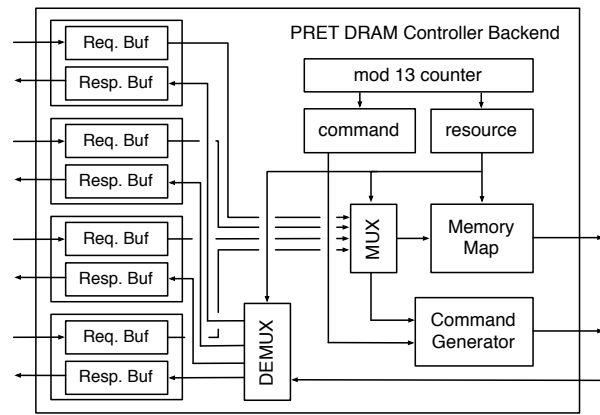 PRET DRAM Controller Backend
Req. Buf
Resp. Buf
mod 13 counter
command
resource
Req. Buf
Resp. Buf
Req. Buf
Resp. Buf
MUX
Memory
Map
Req. Buf
Resp. Buf
DEMUX
Command
Generator